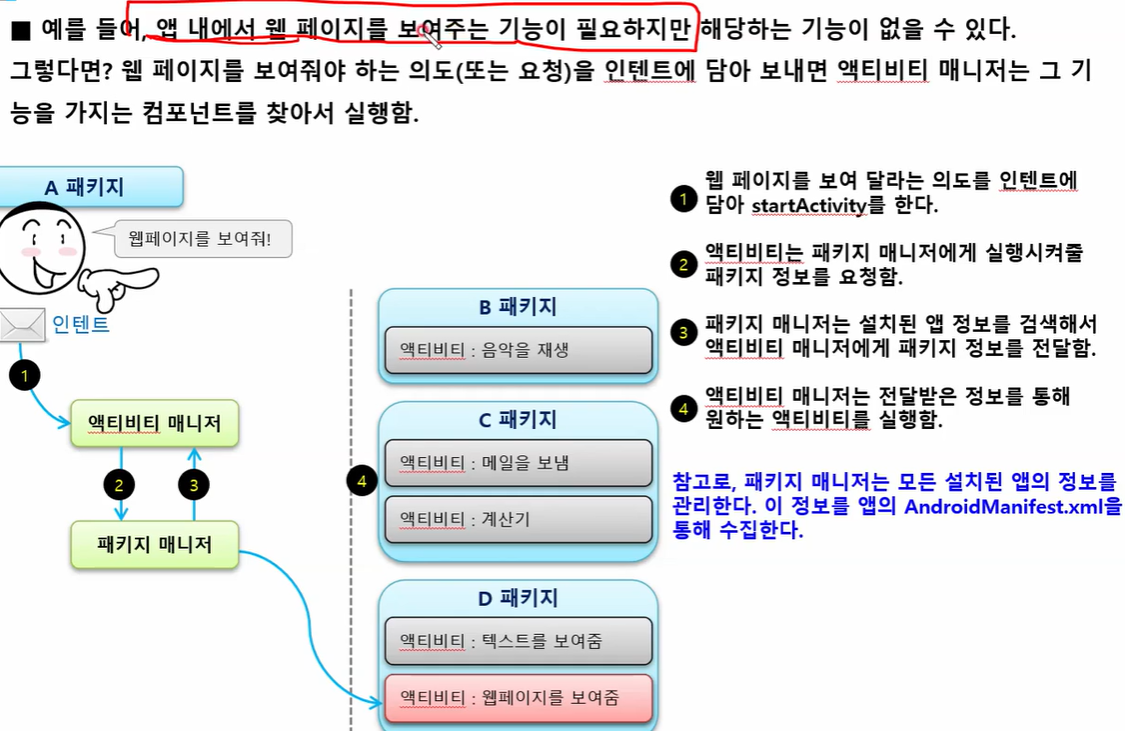 ■ 예를 들어, 앱 내에서 웹 페이지를 보여주는 기능이 필요하지만 해당하는 기능이 없을 수 있다.
그렇다면? 웹 페이지를 보여줘야 하는 의도(또는 요청)을 인텐트에 담아 보내면 액티비티 매니저는 그 기
능을 가지는 컴포넌트를 찾아서 실행함.
A 패키지
웹페이지를 보여줘!
인텐트
1
액티비티 매니저
2
3
패키지 매니저
4
B 패키지
액티비티 : 음악을 재생
C 패키지
액티비티 : 메일을 보냄
액티비티 : 계산기
D 패키지
액티비티 : 텍스트를 보여줌
액티비티 : 웹페이지를 보여줌
1 웹 페이지를 보여 달라는 의도를 인텐트에
담아 startActivity를 한다.
2 액티비티는 패키지 매니저에게 실행시켜줄
패키지 정보를 요청함.
3 패키지 매니저는 설치된 앱 정보를 검색해서
액티비티 매니저에게 패키지 정보를 전달함.
4 액티비티 매니저는 전달받은 정보를 통해
원하는 액티비티를 실행함.
참고로, 패키지 매니저는 모든 설치된 앱의 정보를
관리한다. 이 정보를 앱의 AndroidManifest.xml을
통해 수집한다.